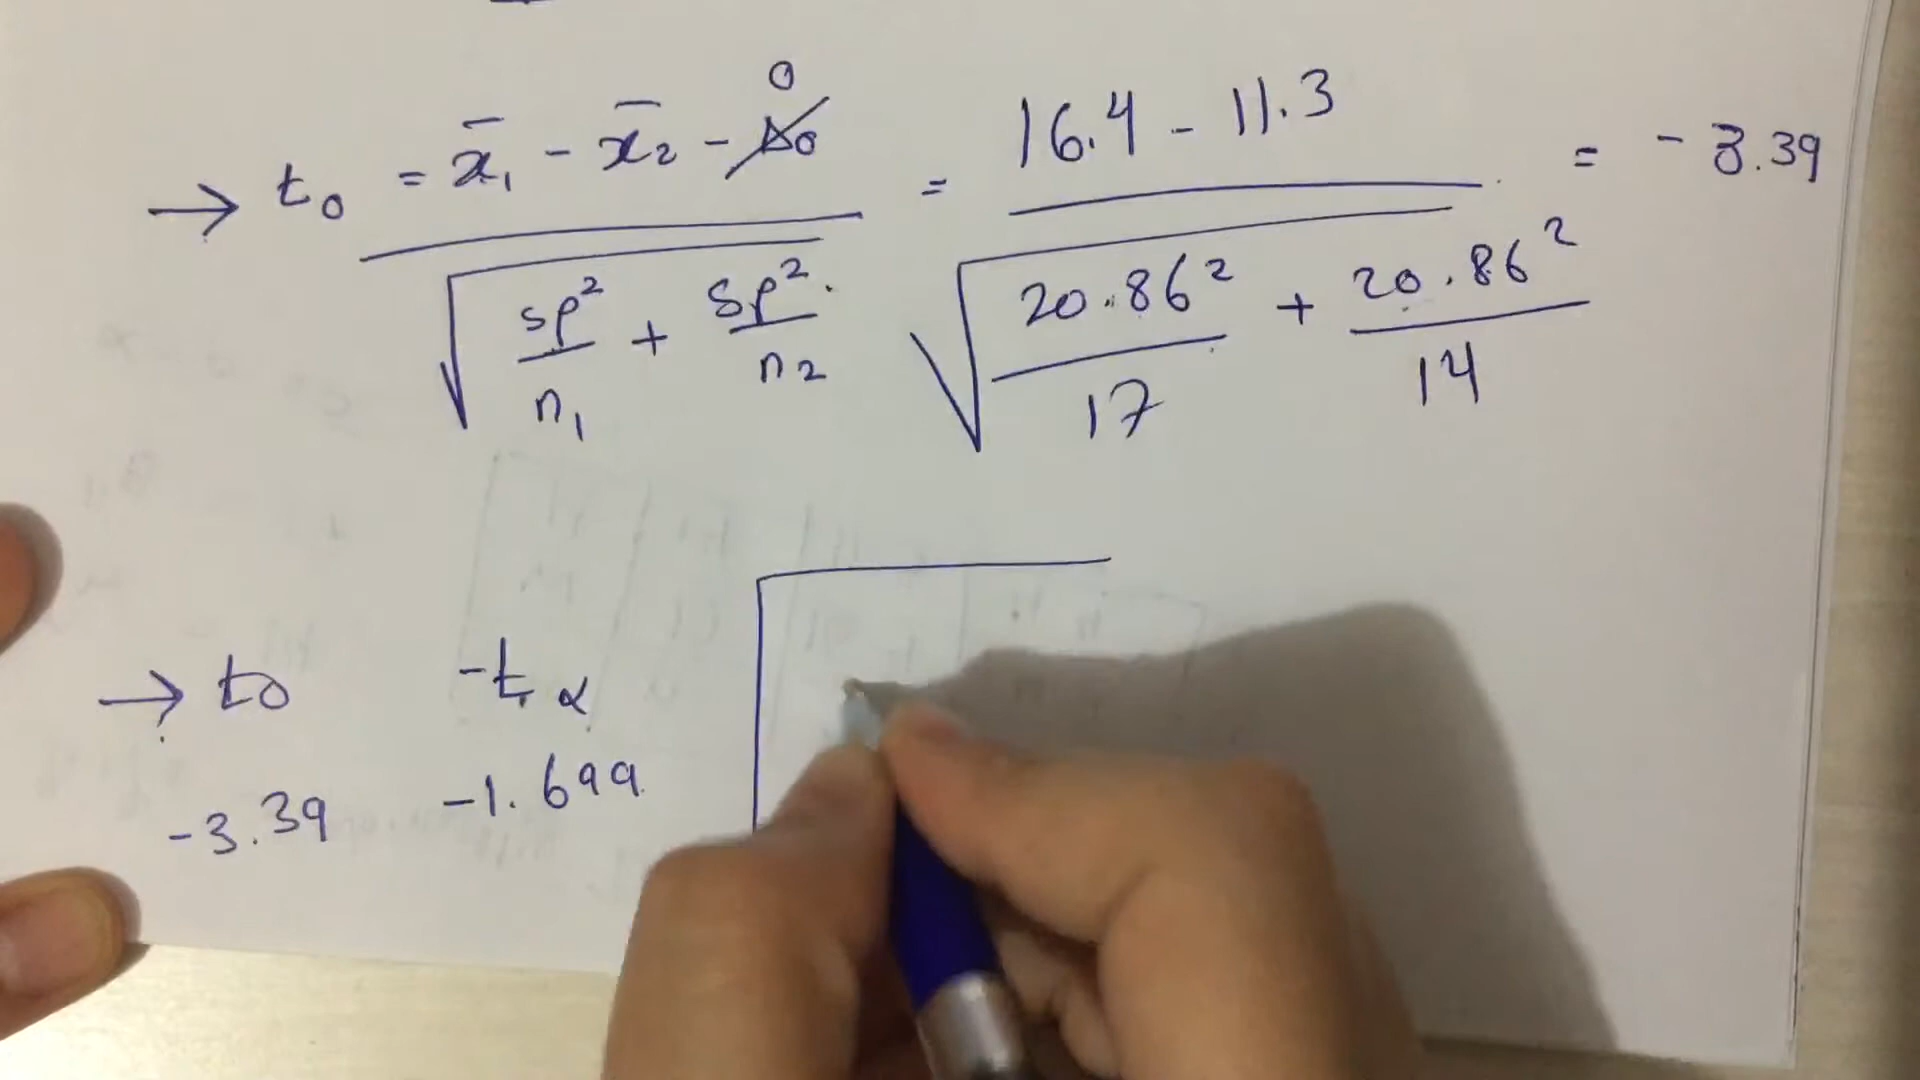 → t₀ = x̄₁ - x̄₂ - Δ₀ 0 / √(sp²/n₁ + sp²/n₂) = 16.4 - 11.3 / √(20.86²/17 + 20.86²/14) = -3.39
→ t₀ -tα
-3.39 -1.699